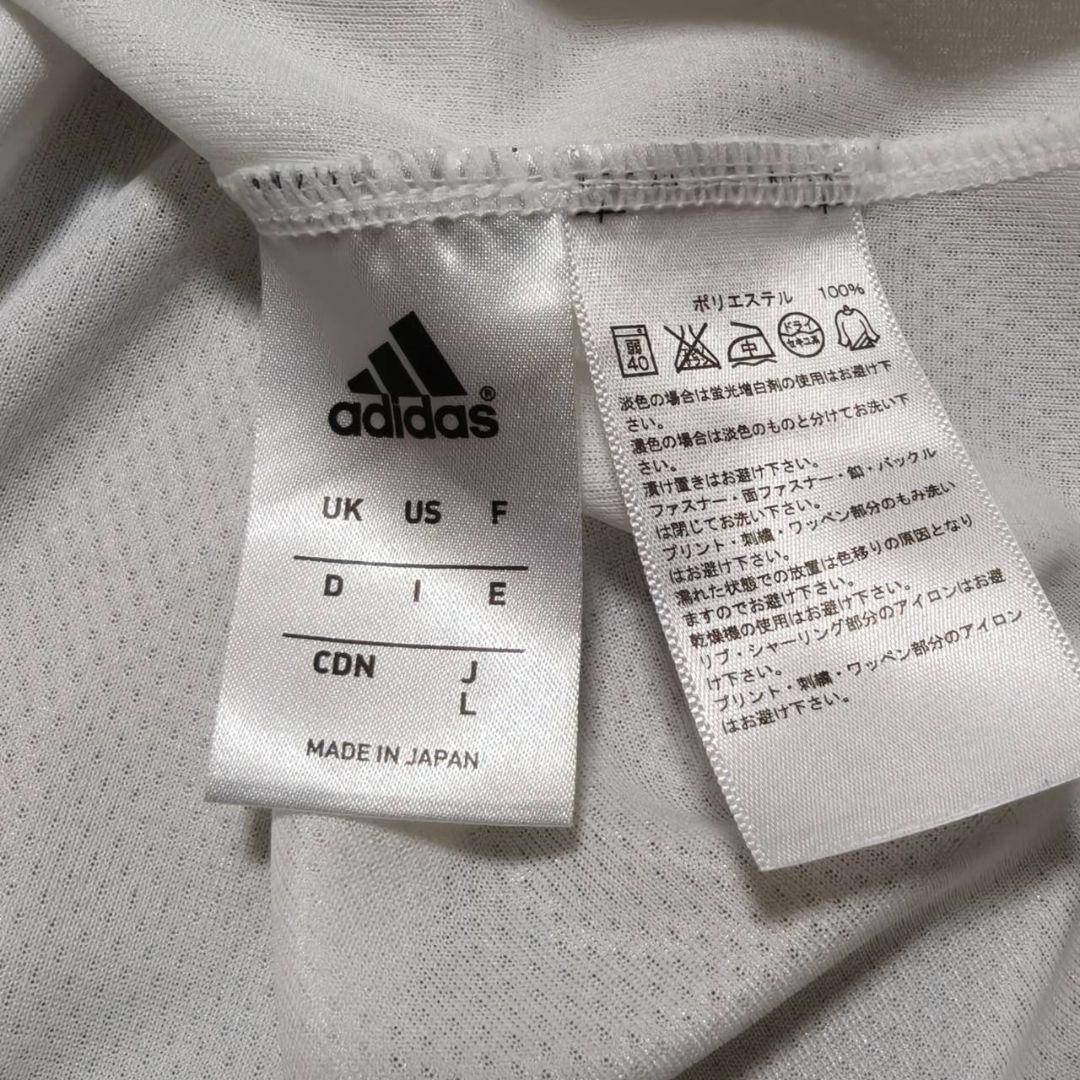 adidas®
UK US F
D I E
CDN J
L
MADE IN JAPAN
ポリエステル 100%
弱
40
中
ドライ
セキユ系
淡色の場合は蛍光増白剤の使用はお避け下
さい。
濃色の場合は淡色のものと分けてお洗い下
さい。
漬け置きはお避け下さい。
ファスナー・面ファスナー・釦・バックル
は閉じてお洗い下さい。
プリント・刺繍・ワッペン部分のもみ洗い
はお避け下さい。
濡れた状態での放置は色移りの原因となり
ますのでお避け下さい。
乾燥機の使用はお避け下さい。
リブ・シャーリング部分のアイロンはお避
け下さい。
プリント・刺繍・ワッペン部分のアイロン
はお避け下さい。